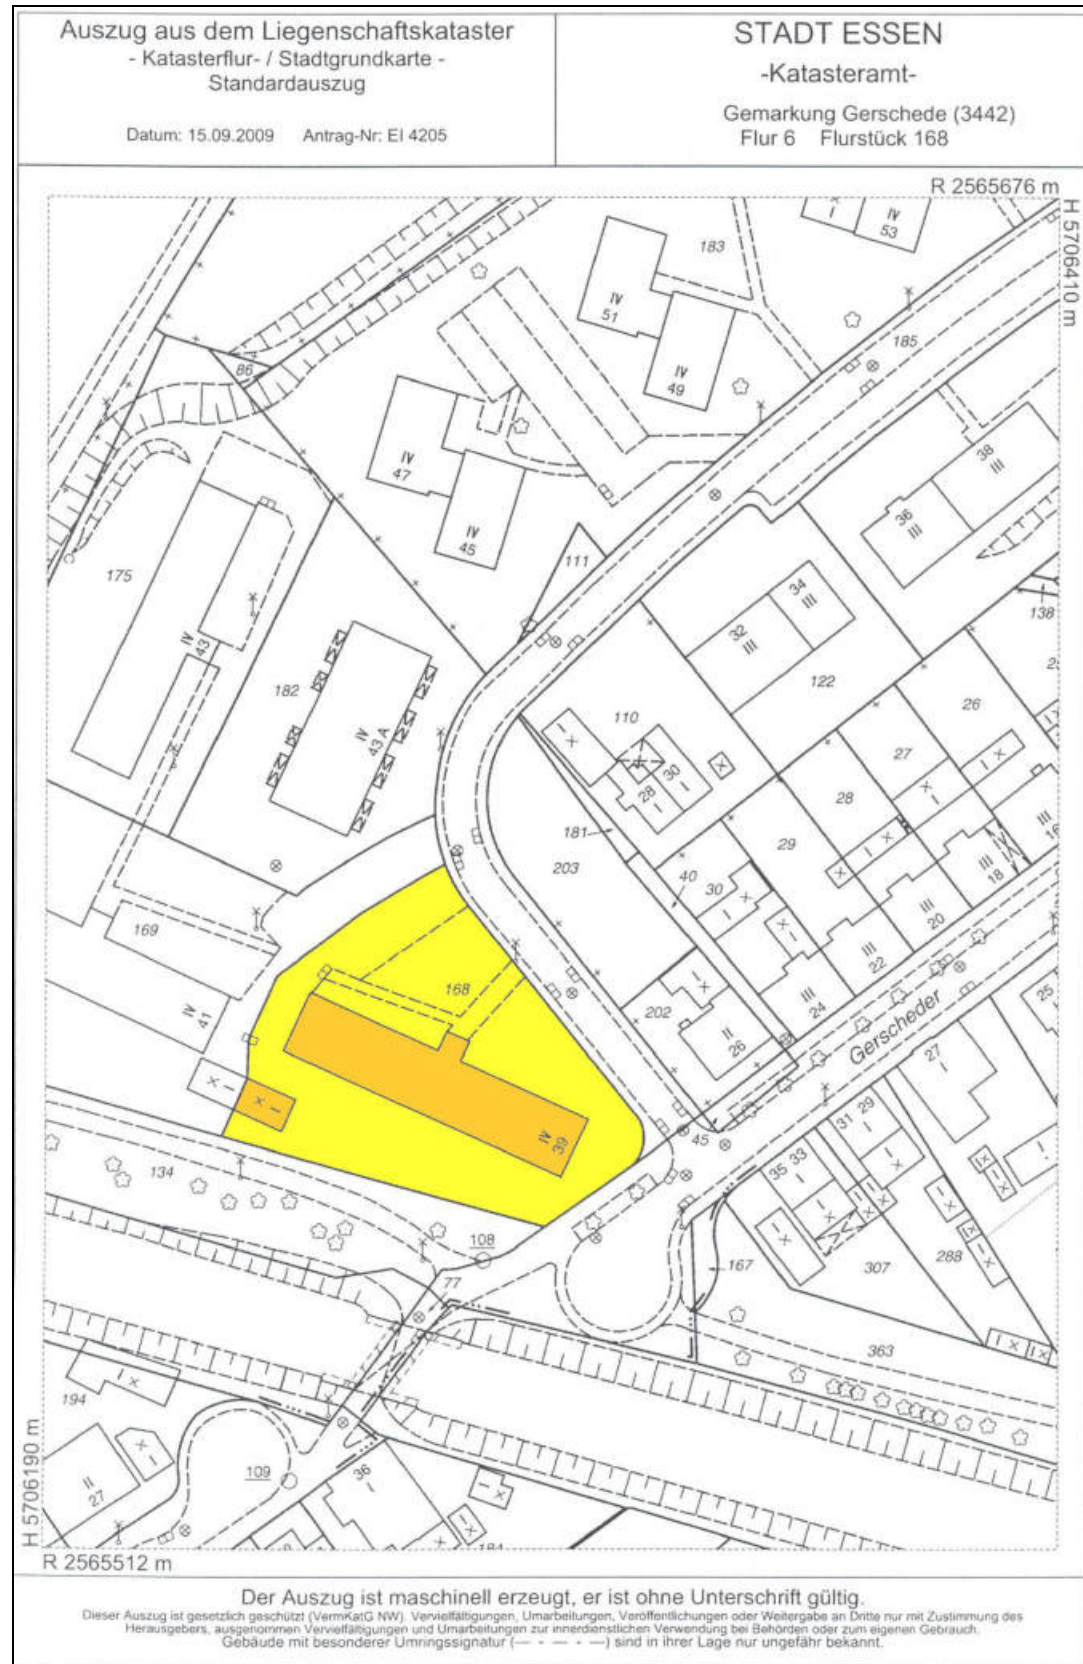 Auszug aus dem Liegenschaftskataster
- Katasterflur- / Stadtgrundkarte -
Standardauszug
Datum: 15.09.2009 Antrag-Nr: EI 4205
STADT ESSEN
-Katasteramt-
Gemarkung Gerschede (3442)
Flur 6 Flurstück 168
R 2565676 m
H 5706410 m
IV
53
183
IV
51
185
IV
49
86
IV
47
38
III
36
III
IV
45
111
175
34
III
32
III
138
IV
43
182
122
110
26
IV
43 A
27
30
I
28
I
28
181
203
29
III
16
40
30
III
18
III
20
169
168
III
22
202
III
24
IV
41
II
26
Gerscheder
25
27
I
IV
39
45
31 29
I
134
35 33
I
108
167
307
288
77
363
194
II
27
109
36
I
H 5706190 m
R 2565512 m
Der Auszug ist maschinell erzeugt, er ist ohne Unterschrift gültig.
Dieser Auszug ist gesetzlich geschützt (VermKatG NW). Vervielfältigungen, Umarbeitungen, Veröffentlichungen oder Weitergabe an Dritte nur mit Zustimmung des
Herausgebers, ausgenommen Vervielfältigungen und Umarbeitungen zur innerdienstlichen Verwendung bei Behörden oder zum eigenen Gebrauch.
Gebäude mit besonderer Umringssignatur (— - — - —) sind in ihrer Lage nur ungefähr bekannt.